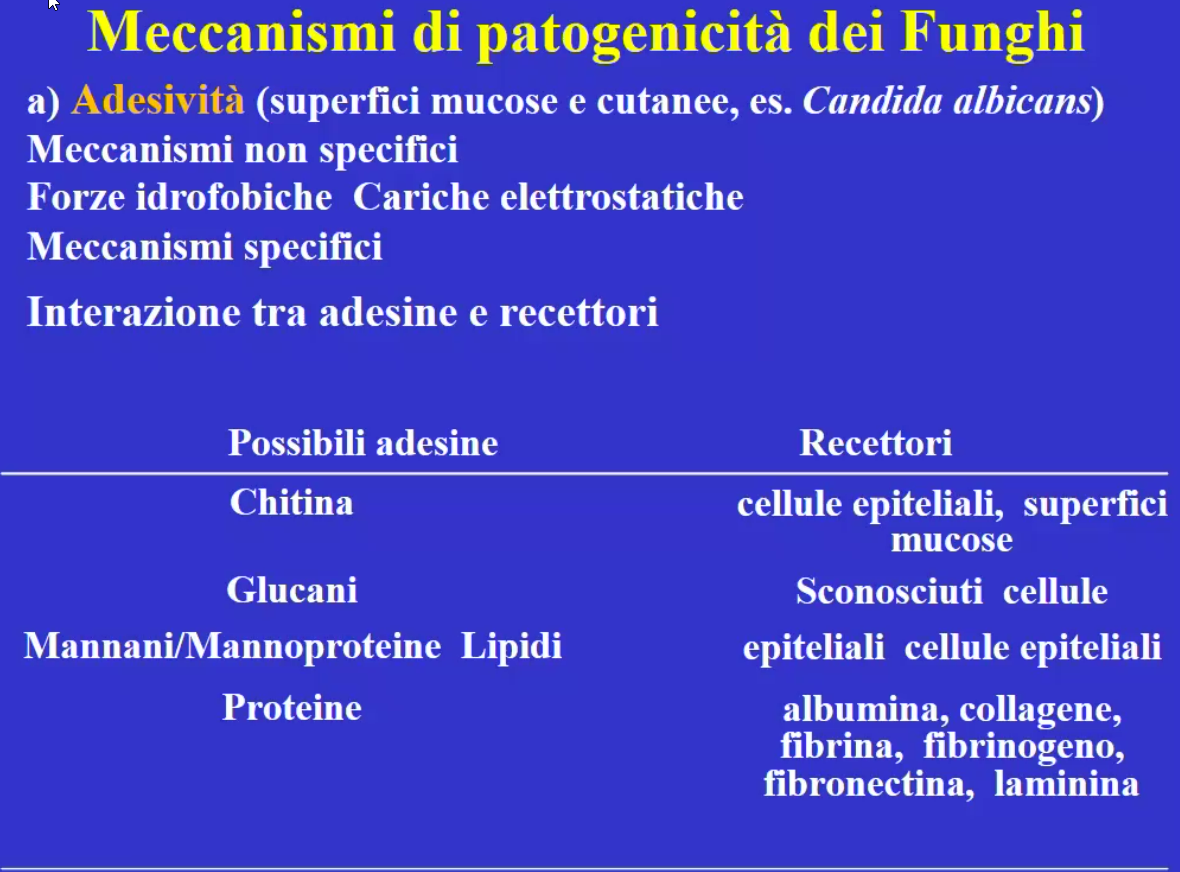 Meccanismi di patogenicità dei Funghi
a) Adesività (superfici mucose e cutanee, es. Candida albicans)
Meccanismi non specifici
Forze idrofobiche  Cariche elettrostatiche
Meccanismi specifici
Interazione tra adesine e recettori
Possibili adesine  Recettori
Chitina  cellule epiteliali,  superfici
mucose
Glucani  Sconosciuti  cellule
Mannani/Mannoproteine  Lipidi  epiteliali  cellule epiteliali
Proteine  albumina, collagene,
fibrina,  fibrinogeno,
fibronectina,  laminina